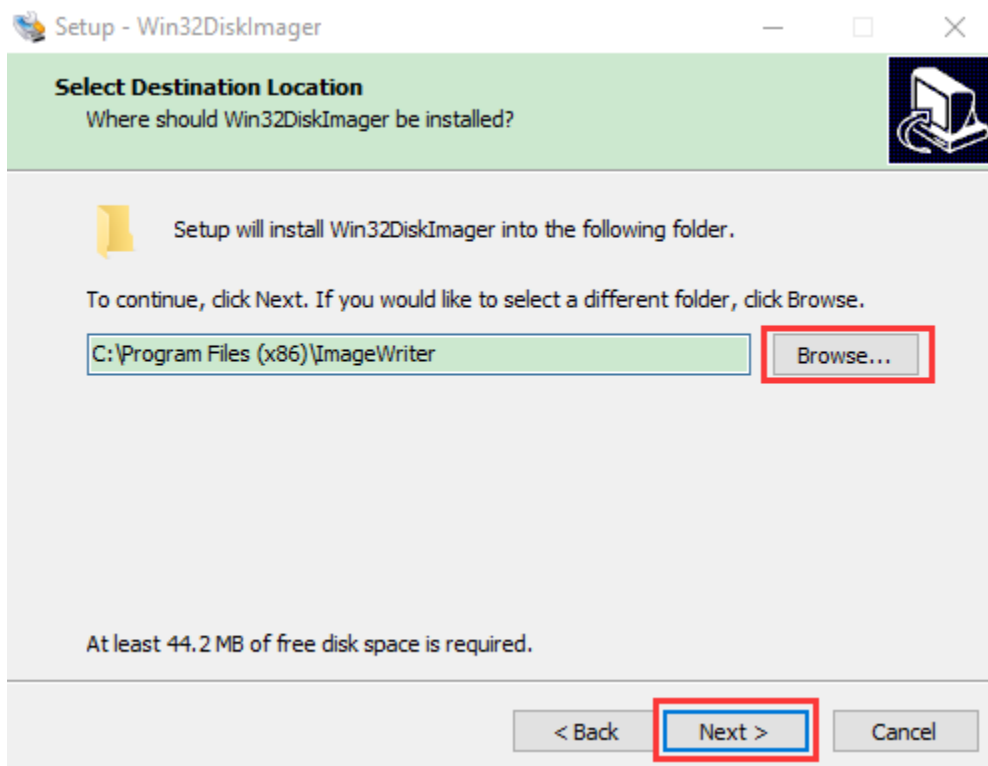 Setup - Win32DiskImager
Select Destination Location
Where should Win32DiskImager be installed?
Setup will install Win32DiskImager into the following folder.
To continue, click Next. If you would like to select a different folder, click Browse.
C:\Program Files (x86)\ImageWriter
Browse...
At least 44.2 MB of free disk space is required.
< Back
Next >
Cancel